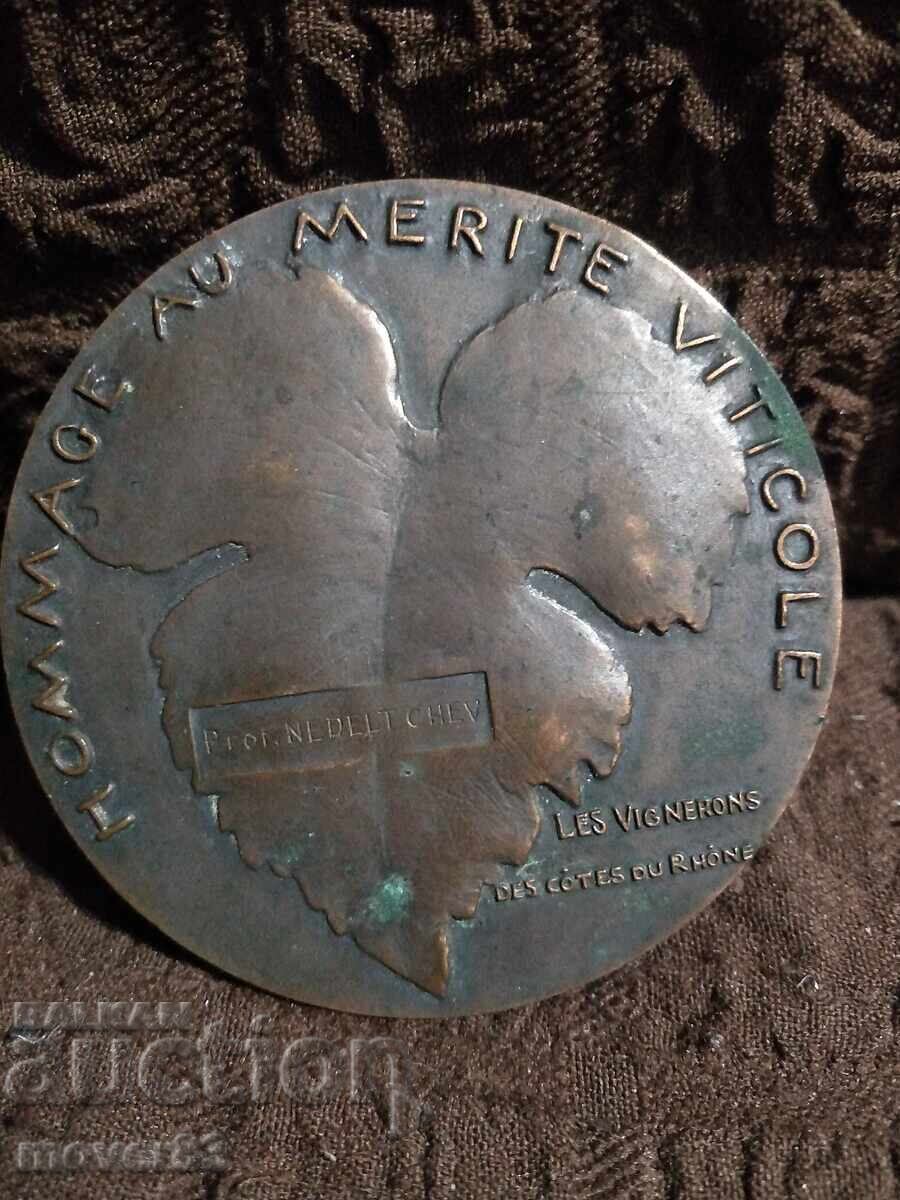 HOMMAGE AU MERITE VITICOLE
Prof. NEDELTCHEV
LES VIGNERONS
DES CÔTES DU RHÔNE
BALKAN
auction
mover83